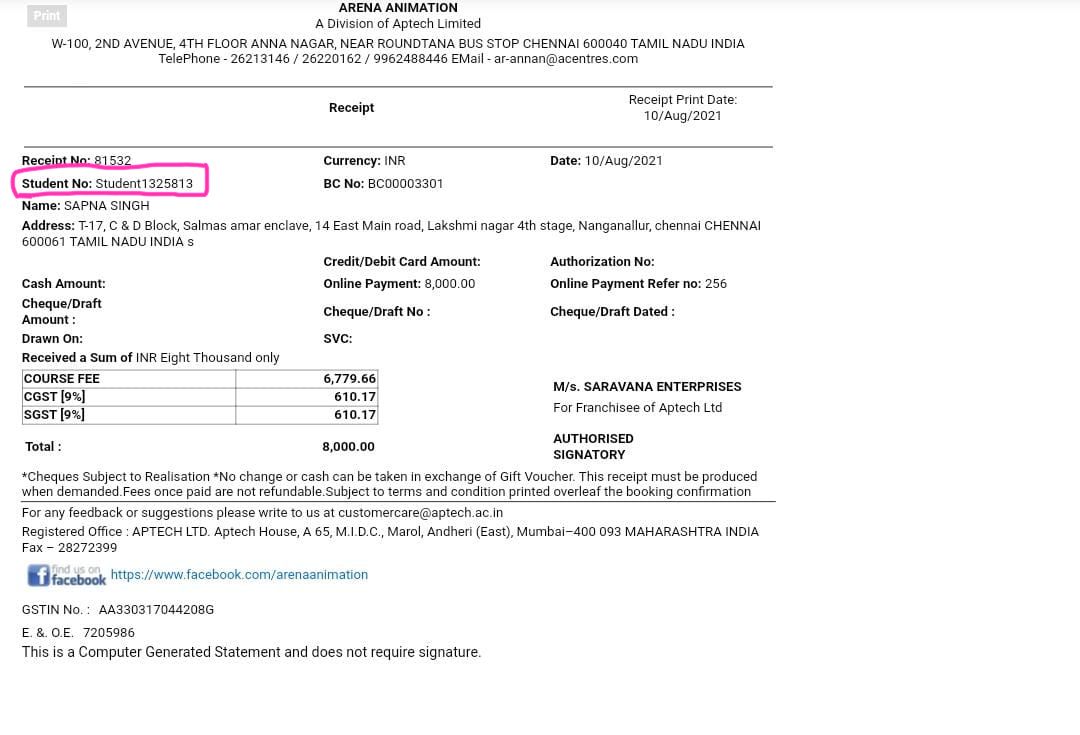 Print
ARENA ANIMATION
A Division of Aptech Limited
W-100, 2ND AVENUE, 4TH FLOOR ANNA NAGAR, NEAR ROUNDTANA BUS STOP CHENNAI 600040 TAMIL NADU INDIA
TelePhone - 26213146 / 26220162 / 9962488446 EMail - ar-annan@acentres.com
Receipt
Receipt Print Date:
10/Aug/2021
Receipt No: 81532 Currency: INR Date: 10/Aug/2021
Student No: Student1325813 BC No: BC00003301
Name: SAPNA SINGH
Address: T-17, C & D Block, Salmas amar enclave, 14 East Main road, Lakshmi nagar 4th stage, Nanganallur, chennai CHENNAI
600061 TAMIL NADU INDIA s
Credit/Debit Card Amount: Authorization No:
Cash Amount: Online Payment: 8,000.00 Online Payment Refer no: 256
Cheque/Draft
Amount : Cheque/Draft No : Cheque/Draft Dated :
Drawn On: SVC:
Received a Sum of INR Eight Thousand only
COURSE FEE 6,779.66
CGST [9%] 610.17
SGST [9%] 610.17
Total : 8,000.00
M/s. SARAVANA ENTERPRISES
For Franchisee of Aptech Ltd
AUTHORISED
SIGNATORY
*Cheques Subject to Realisation *No change or cash can be taken in exchange of Gift Voucher. This receipt must be produced
when demanded.Fees once paid are not refundable.Subject to terms and condition printed overleaf the booking confirmation
For any feedback or suggestions please write to us at customercare@aptech.ac.in
Registered Office : APTECH LTD. Aptech House, A 65, M.I.D.C., Marol, Andheri (East), Mumbai–400 093 MAHARASHTRA INDIA
Fax – 28272399
find us on
facebook https://www.facebook.com/arenaanimation
GSTIN No. : AA330317044208G
E. &. O.E. 7205986
This is a Computer Generated Statement and does not require signature.